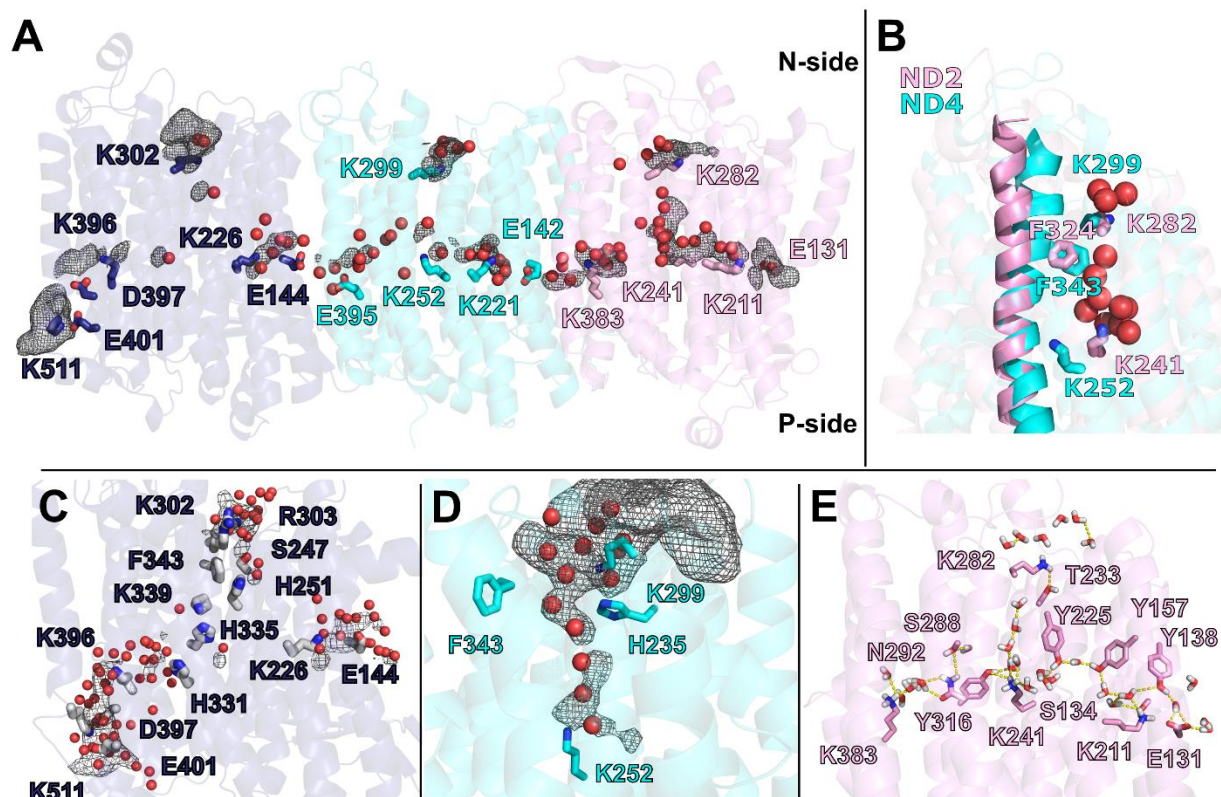 A
N-side
K302
K299
K282
K396
K226
E142
E131
D397
E144
K252
K221
K241
K211
E395
K383
E401
K511
P-side
B
ND2
ND4
K299
F324
K282
F343
K241
K252
C
K302
R303
F343
S247
K339
H251
K396
H335
K226
E144
H331
D397
E401
K511
D
K299
F343
H235
K252
E
K282
T233
S288
Y225
Y157
N292
Y138
Y316
S134
K241
K211
K383
E131